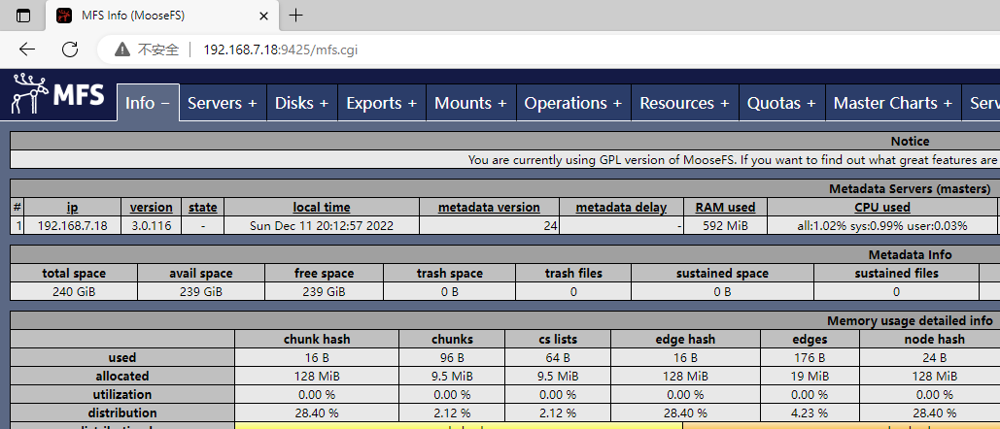 MFS Info (MooseFS)
不安全 192.168.7.18:9425/mfs.cgi
MFS Info − Servers + Disks + Exports + Mounts + Operations + Resources + Quotas + Master Charts +
Notice
You are currently using GPL version of MooseFS. If you want to find out what great features are
Metadata Servers (masters)
# ip version state local time metadata version metadata delay RAM used CPU used
1 192.168.7.18 3.0.116 - Sun Dec 11 20:12:57 2022 24 - 592 MiB all:1.02% sys:0.99% user:0.03%
Metadata Info
total space avail space free space trash space trash files sustained space sustained files
240 GiB 239 GiB 239 GiB 0 B 0 0 B 0
Memory usage detailed info
chunk hash chunks cs lists edge hash edges node hash
used 16 B 96 B 64 B 16 B 176 B 24 B
allocated 128 MiB 9.5 MiB 9.5 MiB 128 MiB 19 MiB 128 MiB
utilization 0.00 % 0.00 % 0.00 % 0.00 % 0.00 % 0.00 %
distribution 28.40 % 2.12 % 2.12 % 28.40 % 4.23 % 28.40 %